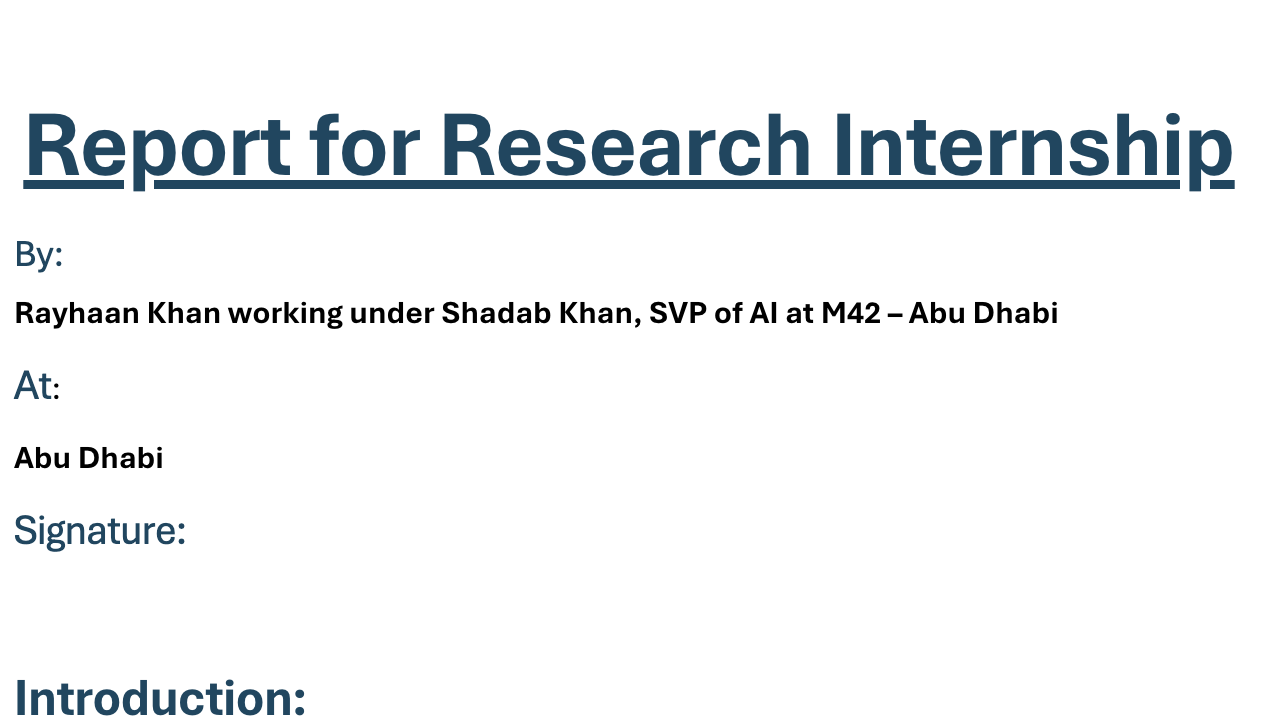 Report for Research Internship
By:
Rayhaan Khan working under Shadab Khan, SVP of AI at M42 – Abu Dhabi
At:
Abu Dhabi
Signature:
Introduction: